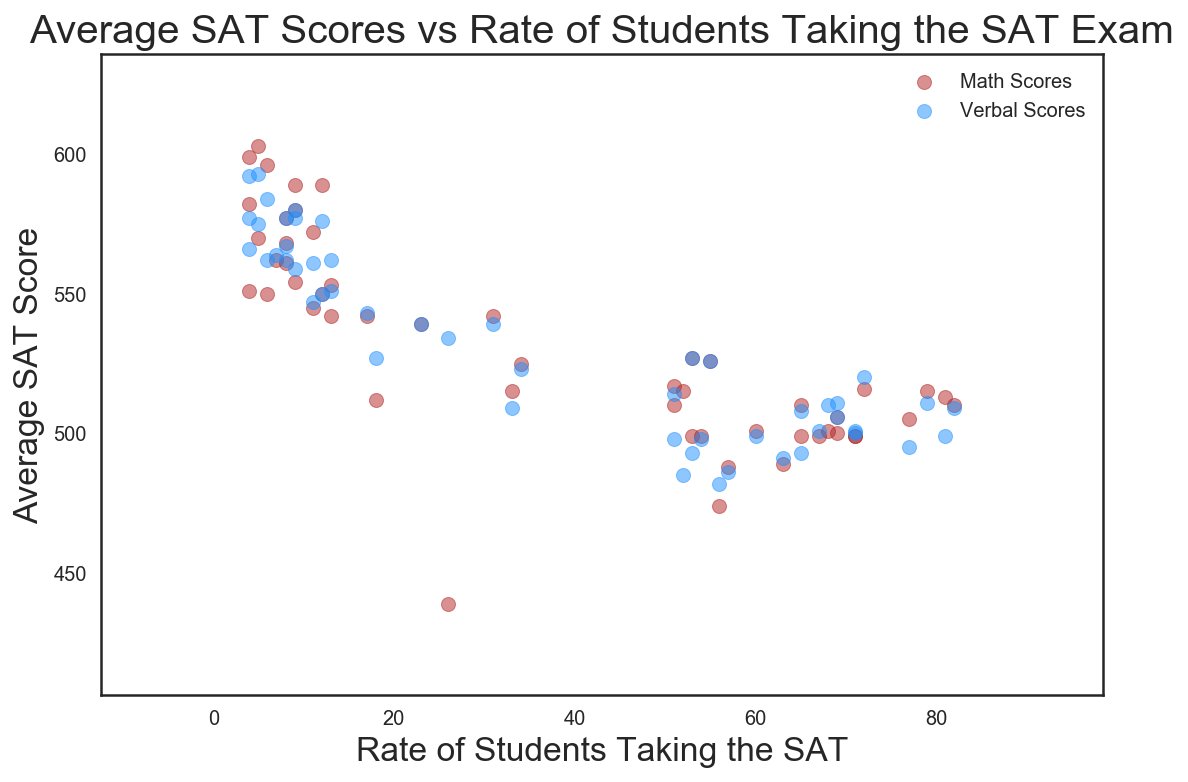 Average SAT Scores vs Rate of Students Taking the SAT Exam
Math Scores
Verbal Scores
600
550
500
450
Average SAT Score
0 20 40 60 80
Rate of Students Taking the SAT